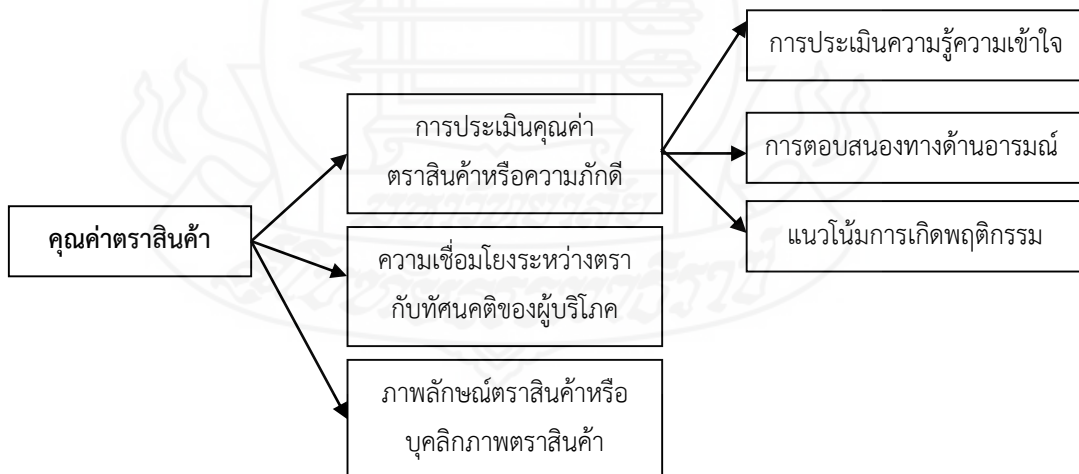 คุณค่าตราสินค้า
การประเมินคุณค่า
ตราสินค้าหรือความภักดี
ความเชื่อมโยงระหว่างตรา
กับทัศนคติของผู้บริโภค
ภาพลักษณ์ตราสินค้าหรือ
บุคลิกภาพตราสินค้า
การประเมินความรู้ความเข้าใจ
การตอบสนองทางด้านอารมณ์
แนวโน้มการเกิดพฤติกรรม